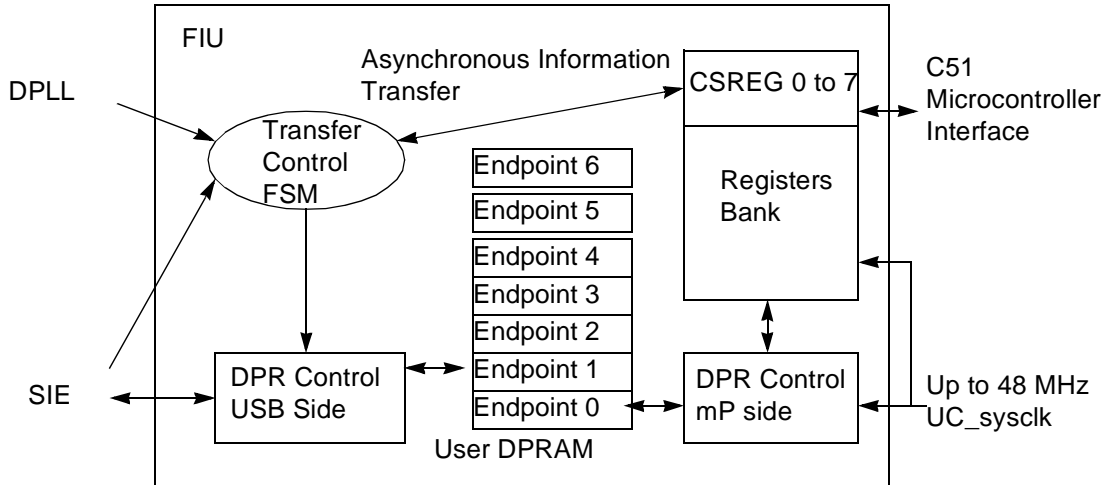 FIU
DPLL
Asynchronous Information
Transfer
CSREG 0 to 7
C51
Microcontroller
Interface
Transfer
Control
FSM
Registers
Bank
Endpoint 6
Endpoint 5
Endpoint 4
Endpoint 3
Endpoint 2
Endpoint 1
Endpoint 0
SIE
DPR Control
USB Side
DPR Control
mP side
Up to 48 MHz
UC_sysclk
User DPRAM